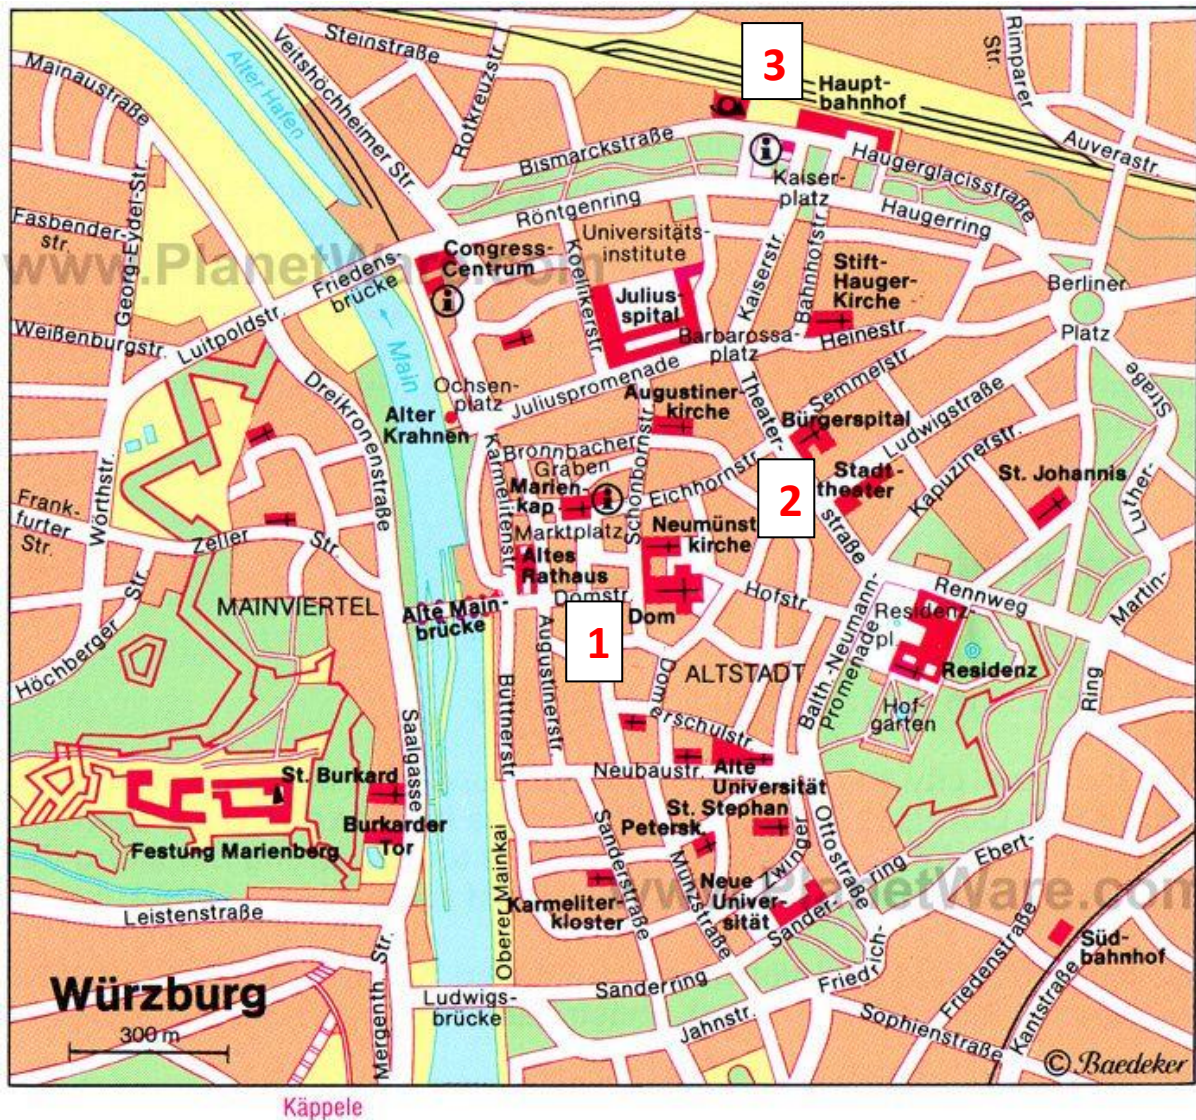 Mainaustraße
Alter Hafen
Veitshöchheimer Str.
Steinstraße
Rotkreuzstr.
3
Haupt-
bahnhof
Rimparer
Str.
Auverastr.
Bismarckstraße
Haugerglacisstraße
Kaiser-
platz
Röntgenring
Haugerring
Georg-Eydel-Str.
Fasbender-
str.
www.PlanetWare.com
Friedens-
brücke
Congress-
Centrum
Koellikerstr.
Universitäts-
institute
Kaiserstr.
Bahnhofstr.
Stift-
Hauger-
Kirche
Berliner
Platz
Weißenburgstr.
Luitpoldstr.
Main
Julius-
spital
Barbarossa-
platz
Heinestr.
Dreikronenstraße
Ochsen-
platz
Juliuspromenade
Theater-
straße
Semmelstr.
Ludwigstraße
Alter
Krahnen
Augustiner-
kirche
Bürgerspital
Bronnbacher
Graben
Karmelitenstr.
Schönbornstr.
Eichhornstr.
Kapuzinerstr.
Luther-
Straße
Wörthstr.
Marien-
kap.
2
Stadt-
theater
St. Johannis
Frank-
furter
Str.
Zeller
Str.
Marktplatz
Neumünst
kirche
Altes
Rathaus
MAINVIERTEL
Alte Main-
brücke
Domstr.
Dom
Hofstr.
Rennweg
Martin-
Residenz-
pl.
Residenz
Höchberger
Str.
1
Augustinerstr.
Büttnerstr.
ALTSTADT
Domerschulstr.
Balth.-Neumann-
Promenade
Hof-
garten
Ring
Saalgasse
Neubaustr.
Alte
Universität
St. Burkard
Burkarder
Tor
Festung Marienberg
St. Stephan
Petersk.
Zwinger
Ottostraße
Ebert-
ring
Oberer Mainkai
Sanderstraße
Münzstraße
www.PlanetWare.com
Leistenstraße
Karmeliter-
kloster
Neue
Univer-
sität
Sander-
Friedrich-
Friedenstraße
Süd-
bahnhof
Kantstraße
Würzburg
300 m
Mergenth. Str.
Ludwigs-
brücke
Sanderring
Jahnstr.
Sophienstraße
© Baedeker
Käppele